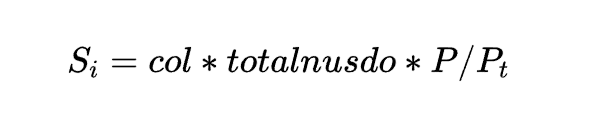 S_i = col * totalnusdo * P/P_t